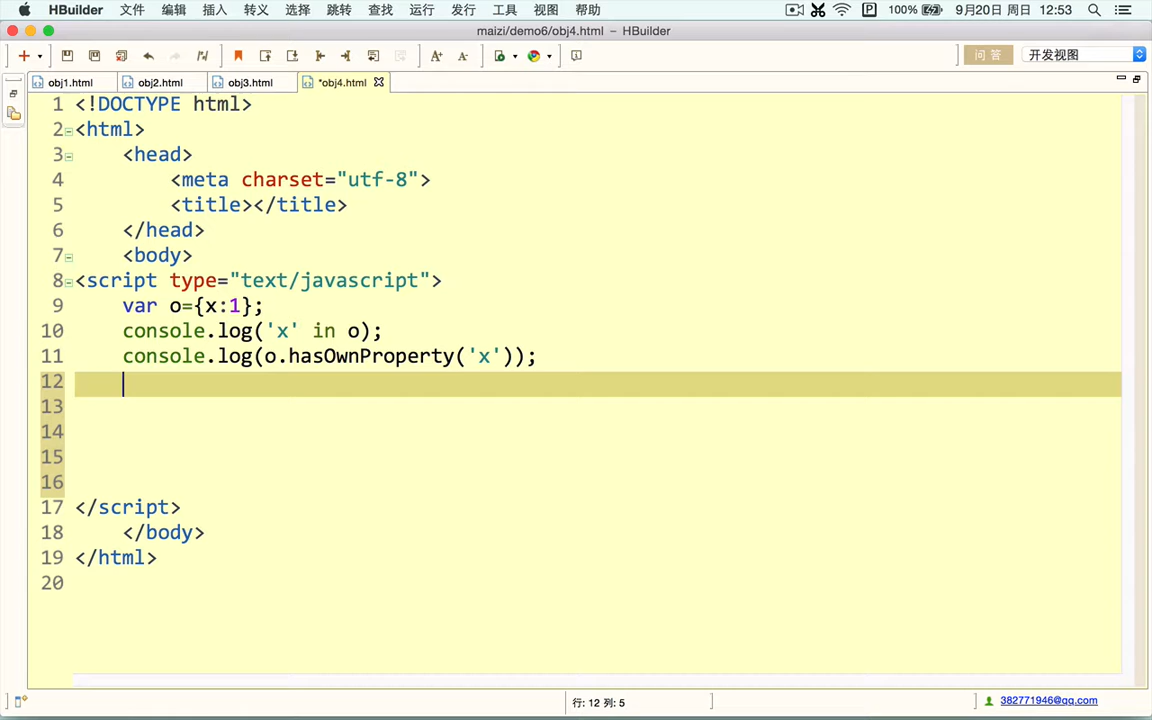 HBuilder 文件 编辑 插入 转义 选择 跳转 查找 运行 发行 工具 视图 帮助 100% 9月20日 周日 12:53
maizi/demo6/obj4.html – HBuilder
问 答 开发视图
obj1.html obj2.html obj3.html *obj4.html
1 <!DOCTYPE html>
2 <html>
3 <head>
4 <meta charset="utf-8">
5 <title></title>
6 </head>
7 <body>
8 <script type="text/javascript">
9 var o={x:1};
10 console.log('x' in o);
11 console.log(o.hasOwnProperty('x'));
12
13
14
15
16
17 </script>
18 </body>
19 </html>
20
行: 12 列: 5 382771946@qq.com